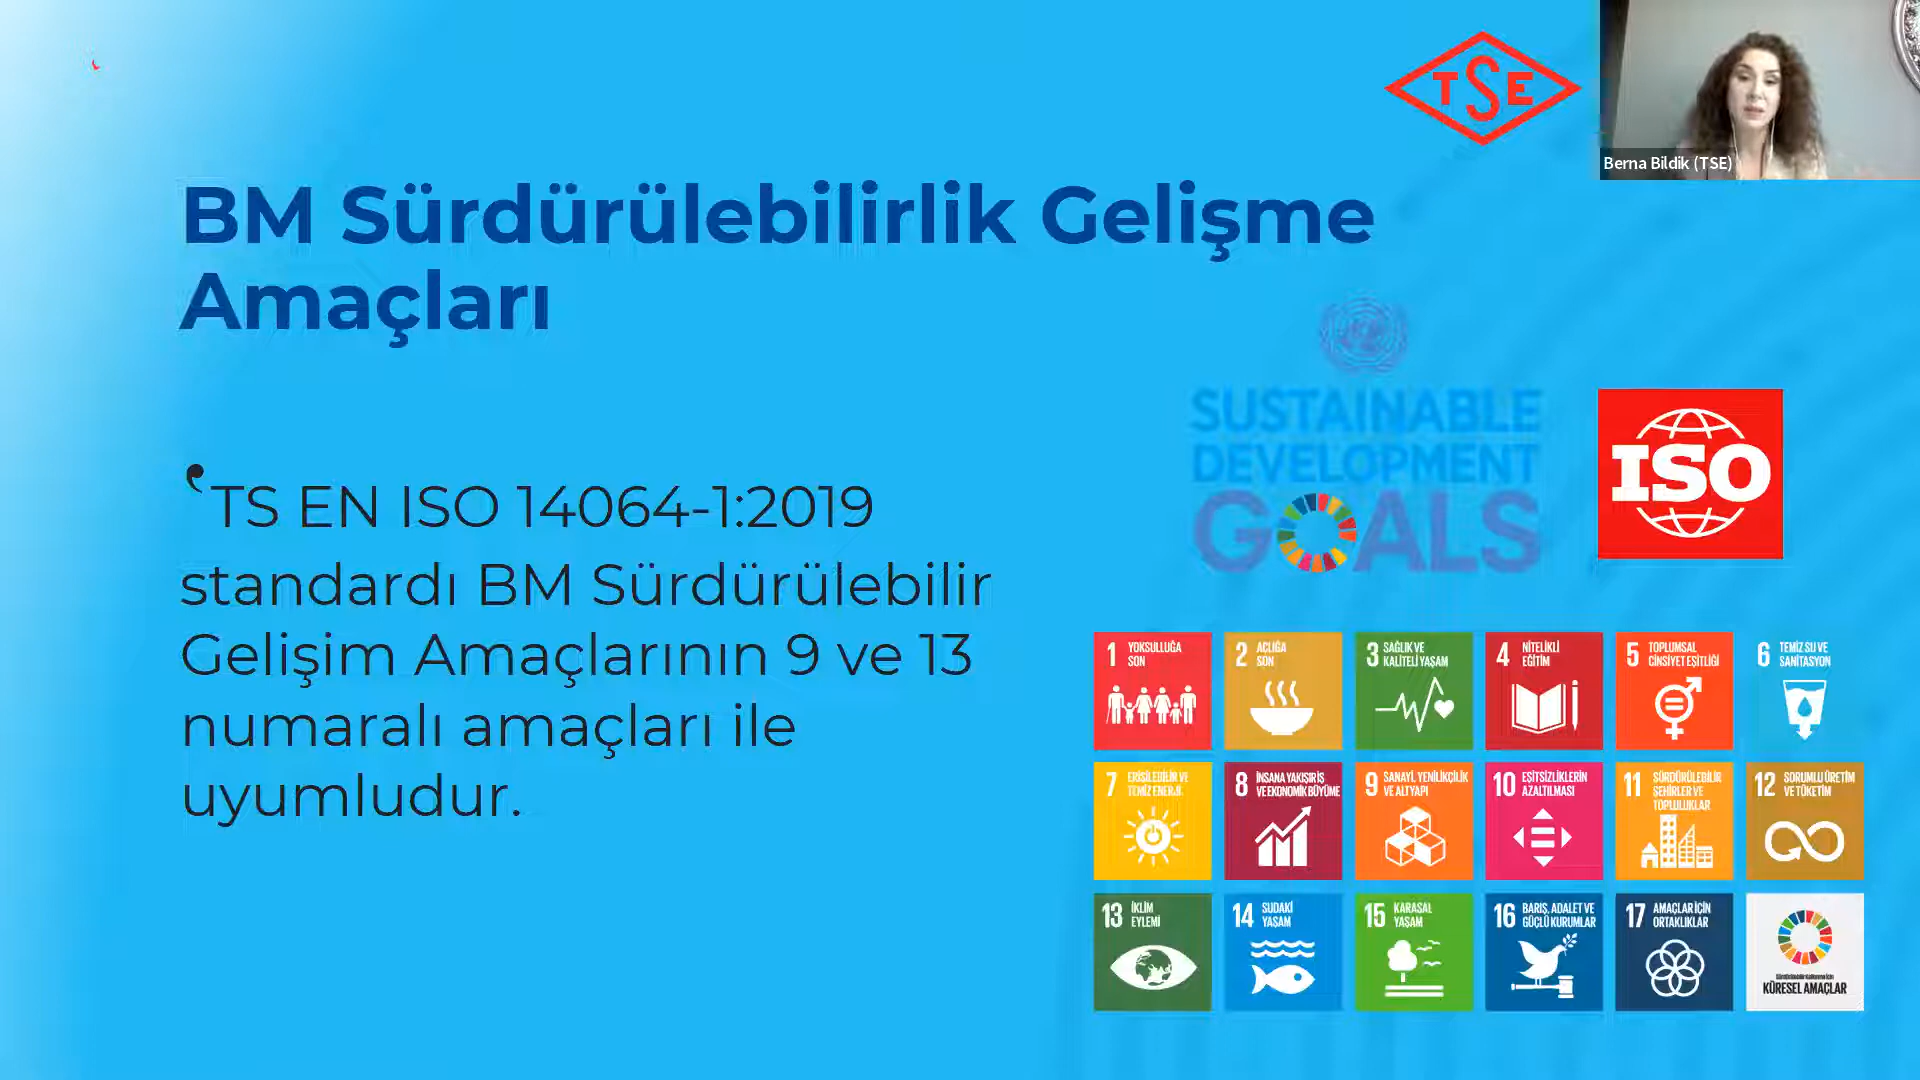 TSE
Berna Bildik (TSE)
BM Sürdürülebilirlik Gelişme
Amaçları
SUSTAINABLE
DEVELOPMENT
GOALS
ISO
TS EN ISO 14064-1:2019
standardı BM Sürdürülebilir
Gelişim Amaçlarının 9 ve 13
numaralı amaçları ile
uyumludur.
1 YOKSULLUĞA
SON
2 AÇLIĞA
SON
3 SAĞLIK VE
KALİTELİ YAŞAM
4 NİTELİKLİ
EĞİTİM
5 TOPLUMSAL
CİNSİYET EŞİTLİĞİ
6 TEMİZ SU VE
SANİTASYON
7 ERİŞİLEBİLİR VE
TEMİZ ENERJİ
8 İNSANA YAKIŞIR İŞ
VE EKONOMİK BÜYÜME
9 SANAYİ, YENİLİKÇİLİK
VE ALTYAPI
10 EŞİTSİZLİKLERİN
AZALTILMASI
11 SÜRDÜRÜLEBİLİR
ŞEHİRLER VE
TOPLULUKLAR
12 SORUMLU ÜRETİM
VE TÜKETİM
13 İKLİM
EYLEMİ
14 SUDAKİ
YAŞAM
15 KARASAL
YAŞAM
16 BARIŞ, ADALET VE
GÜÇLÜ KURUMLAR
17 AMAÇLAR İÇİN
ORTAKLIKLAR
KÜRESEL AMAÇLAR